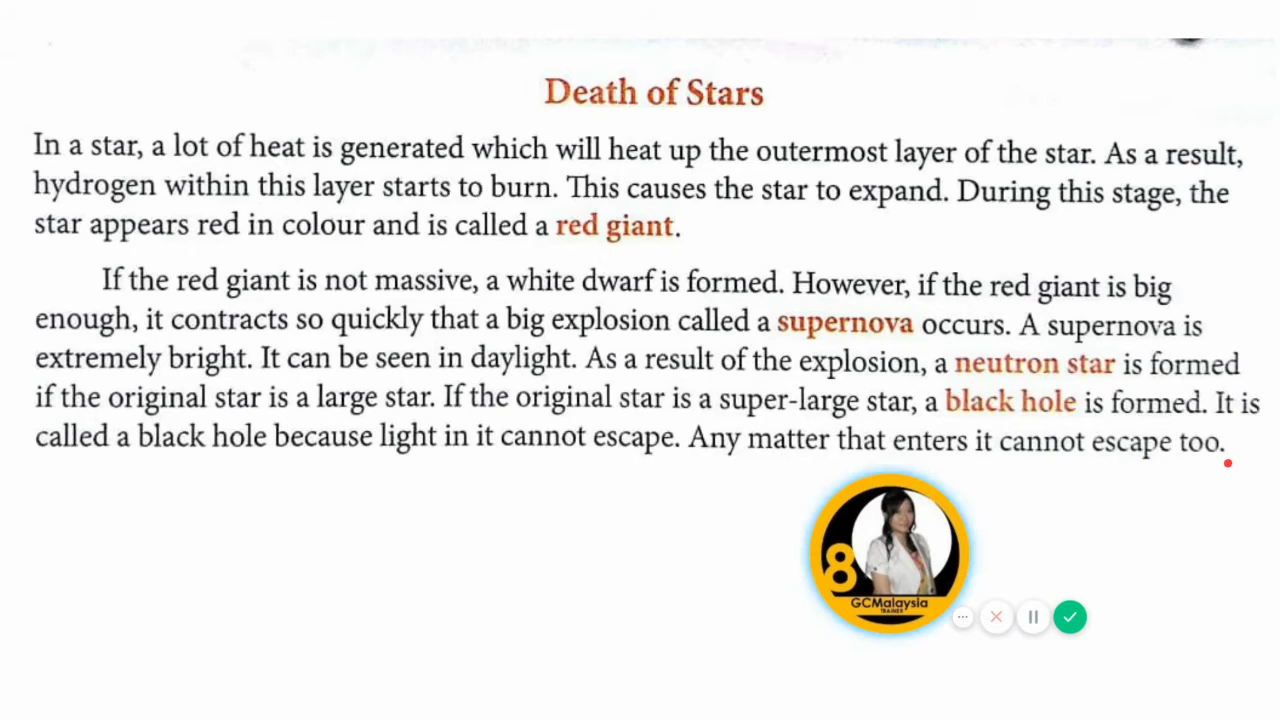 Death of Stars
In a star, a lot of heat is generated which will heat up the outermost layer of the star. As a result,
hydrogen within this layer starts to burn. This causes the star to expand. During this stage, the
star appears red in colour and is called a red giant.
If the red giant is not massive, a white dwarf is formed. However, if the red giant is big
enough, it contracts so quickly that a big explosion called a supernova occurs. A supernova is
extremely bright. It can be seen in daylight. As a result of the explosion, a neutron star is formed
if the original star is a large star. If the original star is a super-large star, a black hole is formed. It is
called a black hole because light in it cannot escape. Any matter that enters it cannot escape too.
8
GCMalaysia
TRAINER